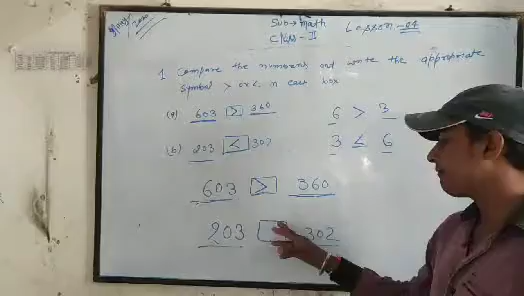 Sub-math Lesson-24
Class-II
1 compare the numbers and write the appropriate
symbol > or <. in each box
(a) 603 > 360 6 > 3
(b) 203 < 302 3 < 6
603 > 360
203 302